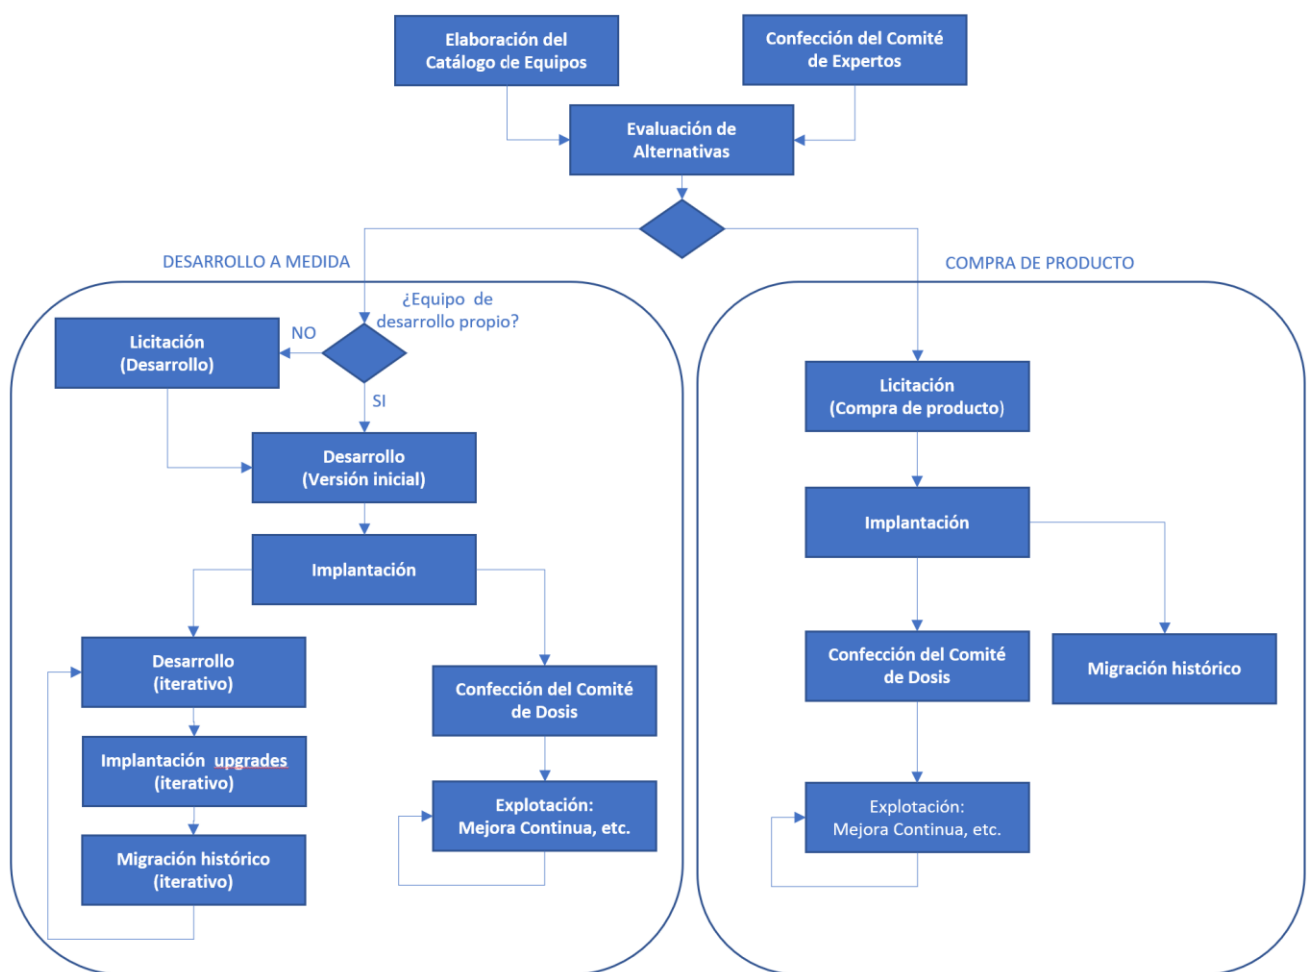 Elaboración del
Catálogo de Equipos
Confección del Comité
de Expertos
Evaluación de
Alternativas
DESARROLLO A MEDIDA
COMPRA DE PRODUCTO
¿Equipo de
desarrollo propio?
NO
Licitación
(Desarrollo)
SI
Desarrollo
(Versión inicial)
Implantación
Desarrollo
(iterativo)
Implantación upgrades
(iterativo)
Migración histórico
(iterativo)
Confección del Comité
de Dosis
Explotación:
Mejora Continua, etc.
Licitación
(Compra de producto)
Implantación
Confección del Comité
de Dosis
Migración histórico
Explotación:
Mejora Continua, etc.